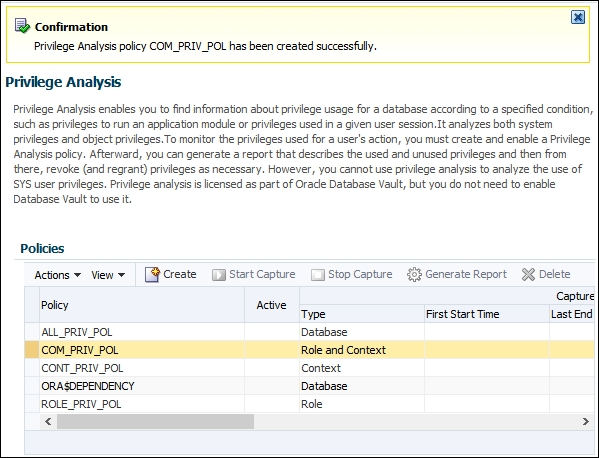 Confirmation
Privilege Analysis policy COM_PRIV_POL has been created successfully.
Privilege Analysis
Privilege Analysis enables you to find information about privilege usage for a database according to a specified condition,
such as privileges to run an application module or privileges used in a given user session.It analyzes both system
privileges and object privileges.To monitor the privileges used for a user's action, you must create and enable a Privilege
Analysis policy. Afterward, you can generate a report that describes the used and unused privileges and then from
there, revoke (and regrant) privileges as necessary. However, you cannot use privilege analysis to analyze the use of
SYS user privileges. Privilege analysis is licensed as part of Oracle Database Vault, but you do not need to enable
Database Vault to use it.
Policies
Actions View Create Start Capture Stop Capture Generate Report Delete
Policy Active Capture
Type First Start Time Last End
ALL_PRIV_POL Database
COM_PRIV_POL Role and Context
CONT_PRIV_POL Context
ORA$DEPENDENCY Database
ROLE_PRIV_POL Role